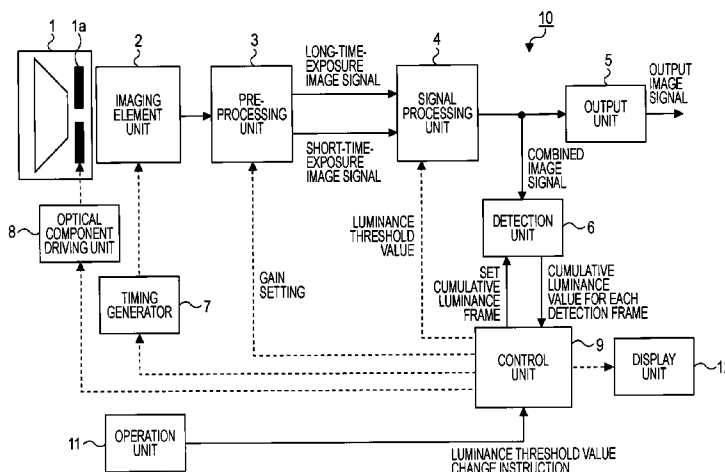 10
1
1a
2
3
LONG-TIME-
EXPOSURE
IMAGE SIGNAL
4
5
OUTPUT
IMAGE
SIGNAL
IMAGING
ELEMENT
UNIT
PRE-
PROCESSING
UNIT
SIGNAL
PROCESSING
UNIT
OUTPUT
UNIT
SHORT-TIME-
EXPOSURE
IMAGE SIGNAL
COMBINED
IMAGE
SIGNAL
8
OPTICAL
COMPONENT
DRIVING UNIT
LUMINANCE
THRESHOLD
VALUE
DETECTION
UNIT
6
TIMING
GENERATOR
7
GAIN
SETTING
SET
CUMULATIVE
LUMINANCE
FRAME
CUMULATIVE
LUMINANCE
VALUE FOR EACH
DETECTION FRAME
9
CONTROL
UNIT
DISPLAY
UNIT
11
OPERATION
UNIT
LUMINANCE THRESHOLD VALUE
CHANGE INSTRUCTION